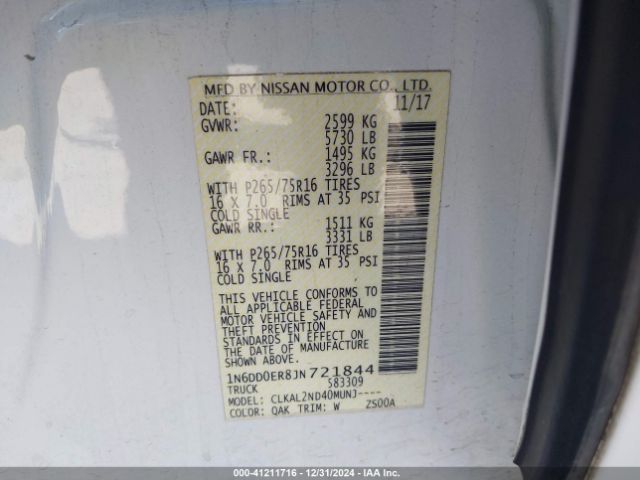 MFD BY NISSAN MOTOR CO., LTD.
DATE: 11/17
GVWR: 2599 KG
5730 LB
GAWR FR.: 1495 KG
3296 LB
WITH P265/75R16 TIRES
16 X 7.0 RIMS AT 35 PSI
COLD SINGLE
GAWR RR.: 1511 KG
3331 LB
WITH P265/75R16 TIRES
16 X 7.0 RIMS AT 35 PSI
COLD SINGLE
THIS VEHICLE CONFORMS TO
ALL APPLICABLE FEDERAL
MOTOR VEHICLE SAFETY AND
THEFT PREVENTION
STANDARDS IN EFFECT ON
THE DATE OF MANUFACTURE
SHOWN ABOVE.
1N6DD0ER8JN721844
TRUCK 583309
MODEL: CLKAL2ND40MUNJ----
COLOR: QAK TRIM: W ZS00A
000-41211716 - 12/31/2024 - IAA Inc.